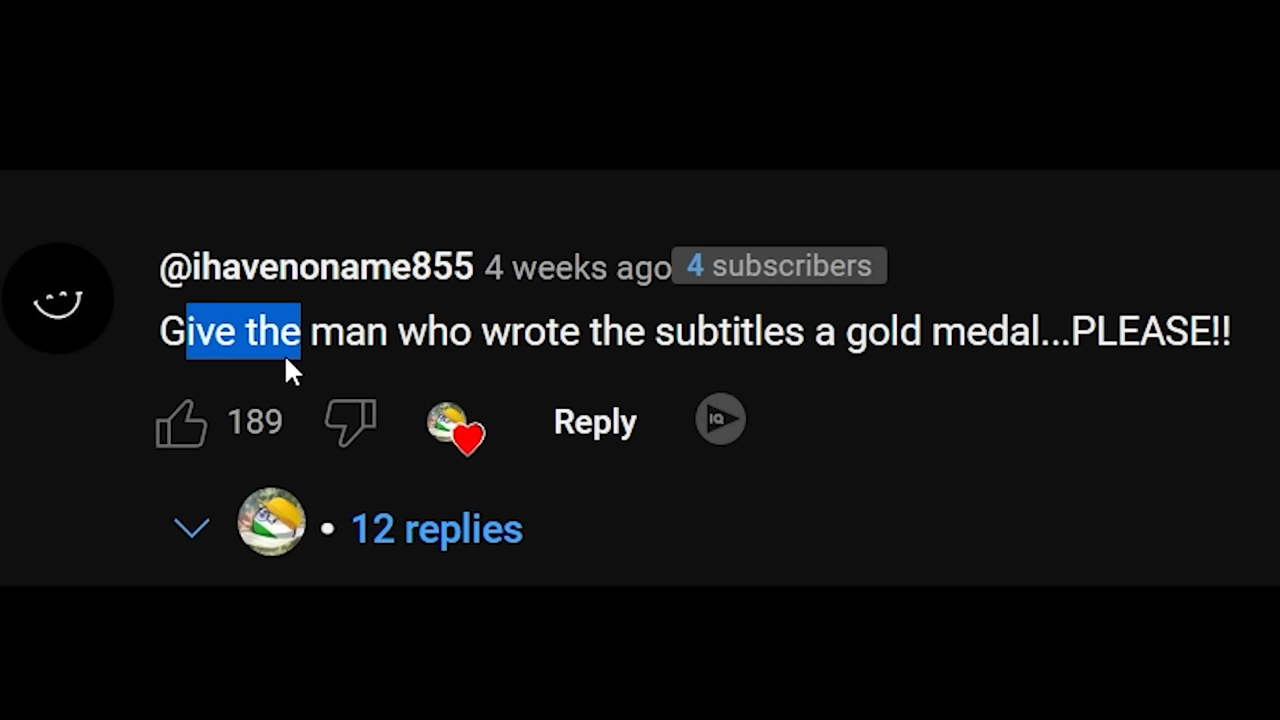 @ihavenoname855 4 weeks ago 4 subscribers
Give the man who wrote the subtitles a gold medal...PLEASE!!
189 Reply IQ
• 12 replies